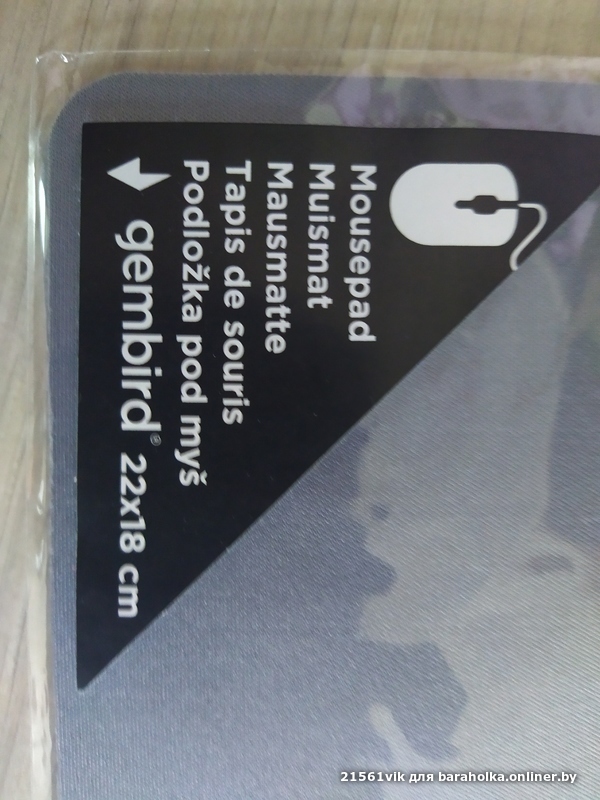 Mousepad
Muismat
Mausmatte
Tapis de souris
Podložka pod myš
gembird® 22x18 cm
21561vik для baraholka.onliner.by